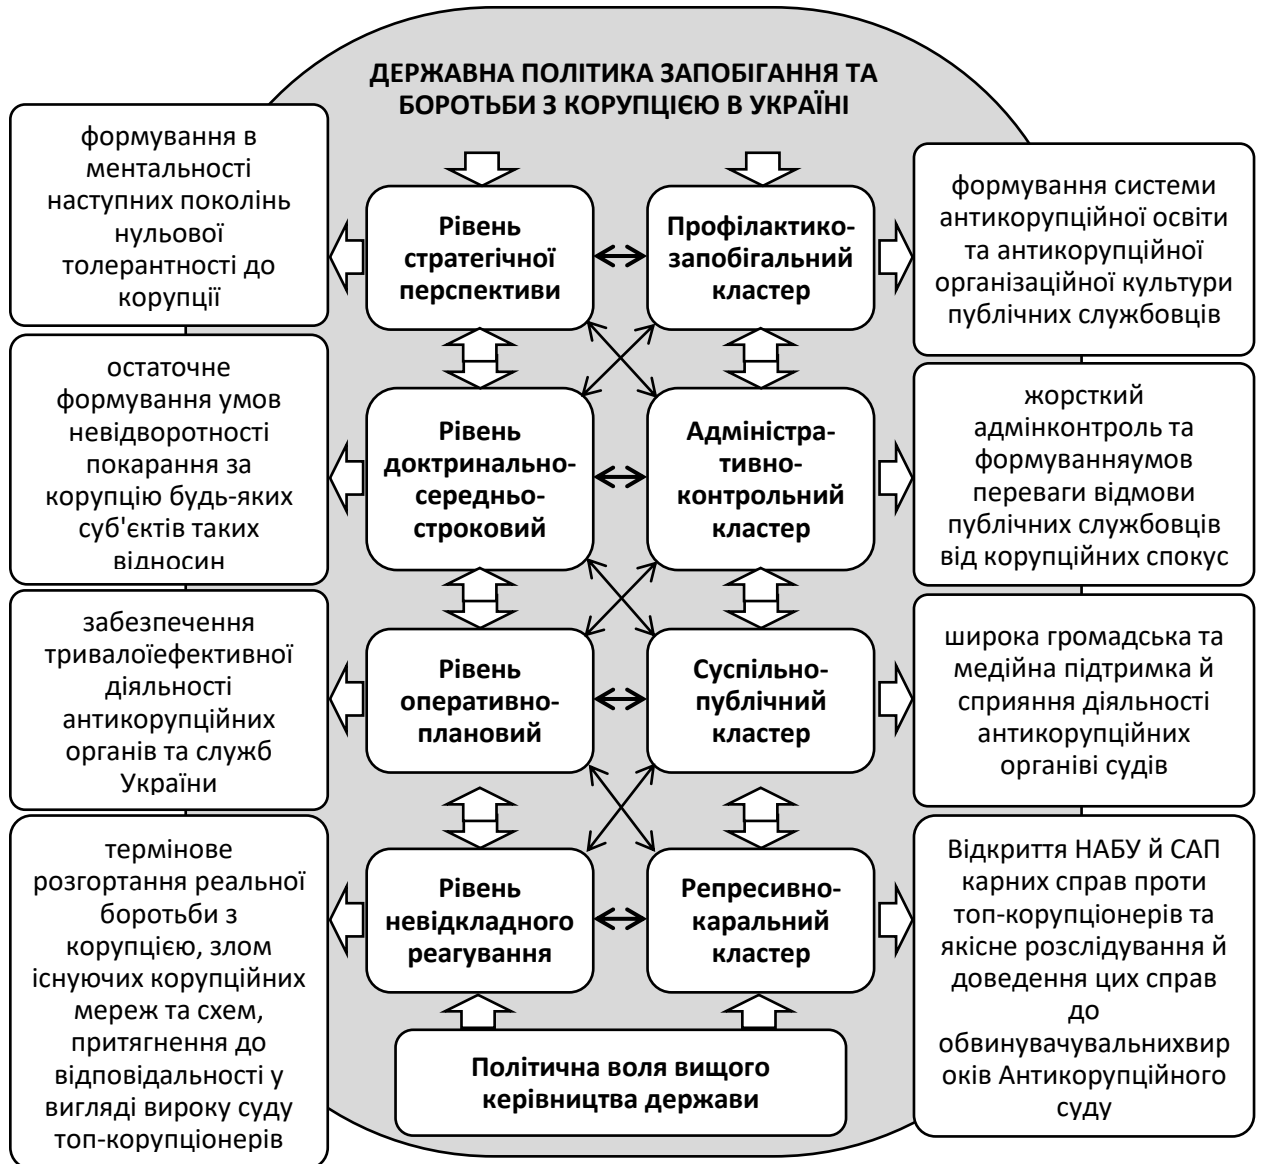 ДЕРЖАВНА ПОЛІТИКА ЗАПОБІГАННЯ ТА
БОРОТЬБИ З КОРУПЦІЄЮ В УКРАЇНІ
формування в
ментальності
наступних поколінь
нульової
толерантності до
корупції
Рівень
стратегічної
перспективи
Профілактико-
запобігальний
кластер
формування системи
антикорупційної освіти
та антикорупційної
організаційної культури
публічних службовців
остаточне
формування умов
невідворотності
покарання за
корупцію будь-яких
суб'єктів таких
відносин
Рівень
доктринально-
середньо-
строковий
Адміністра-
тивно-
контрольний
кластер
жорсткий
адмінконтроль та
формуванняумов
переваги відмови
публічних службовців
від корупційних спокус
забезпечення
тривалоїефективної
діяльності
антикорупційних
органів та служб
України
Рівень
оперативно-
плановий
Суспільно-
публічний
кластер
широка громадська та
медійна підтримка й
сприяння діяльності
антикорупційних
органіві судів
термінове
розгортання реальної
боротьби з
корупцією, злом
існуючих корупційних
мереж та схем,
притягнення до
відповідальності у
вигляді вироку суду
топ-корупціонерів
Рівень
невідкладного
реагування
Репресивно-
каральний
кластер
Відкриття НАБУ й САП
карних справ проти
топ-корупціонерів та
якісне розслідування й
доведення цих справ
до
обвинувачувальнихвир
оків Антикорупційного
суду
Політична воля вищого
керівництва держави